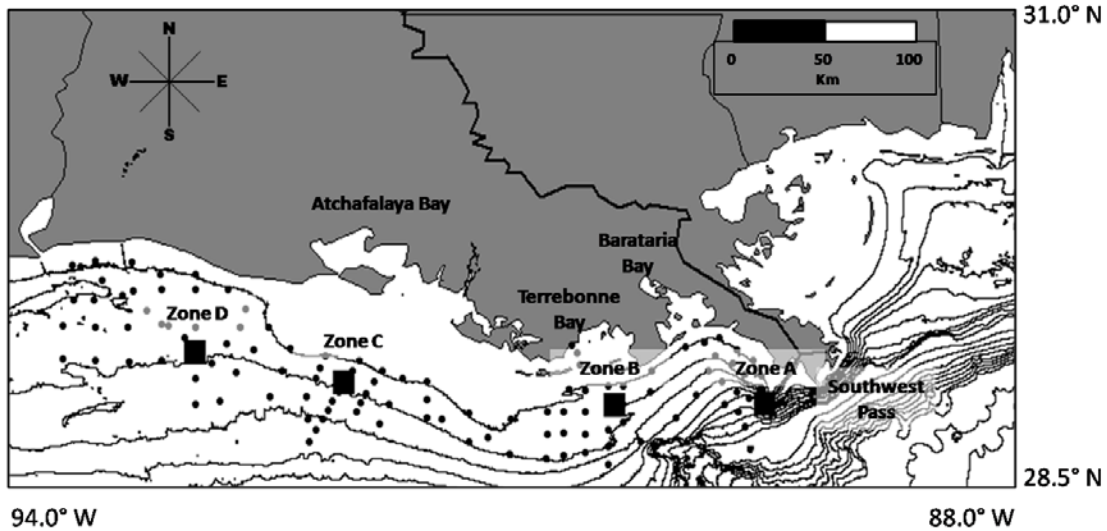 31.0° N
N
W E
S
0 50 100
Km
Atchafalaya Bay
Barataria
Bay
Terrebonne
Bay
Zone D
Zone C
Zone B
Zone A
Southwest
Pass
28.5° N
94.0° W
88.0° W